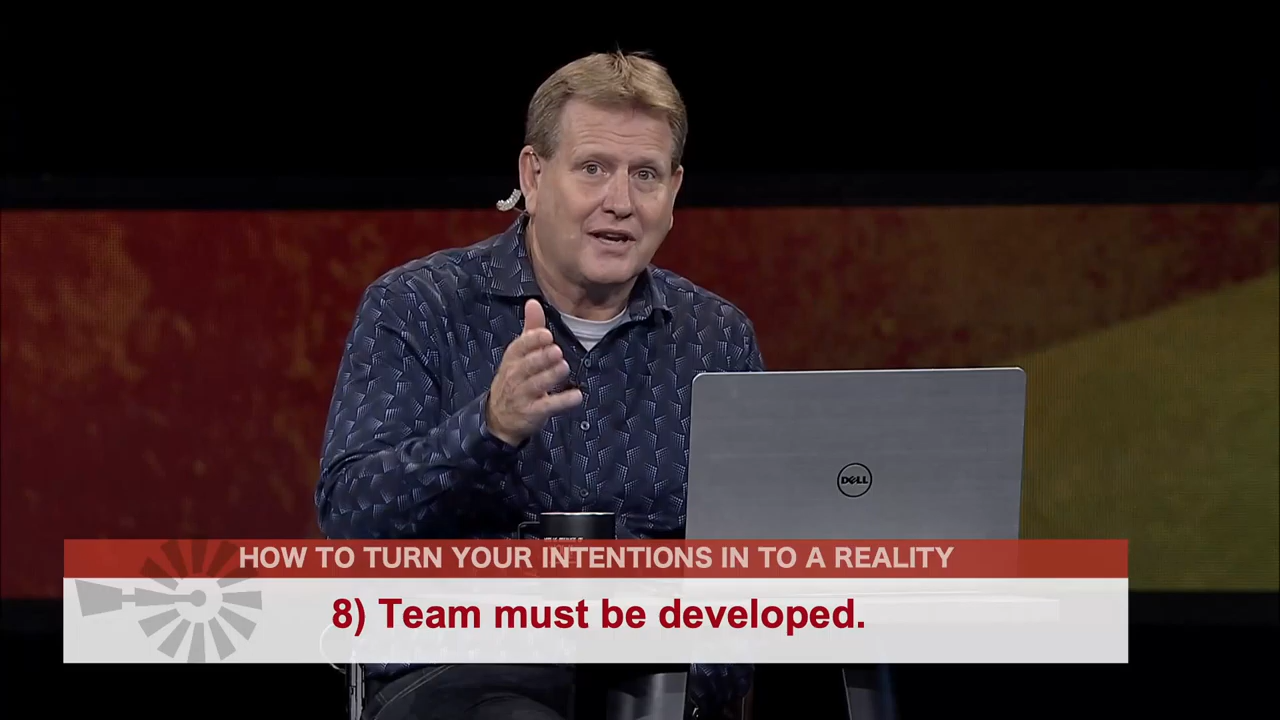 DELL
HOW TO TURN YOUR INTENTIONS IN TO A REALITY
8) Team must be developed.